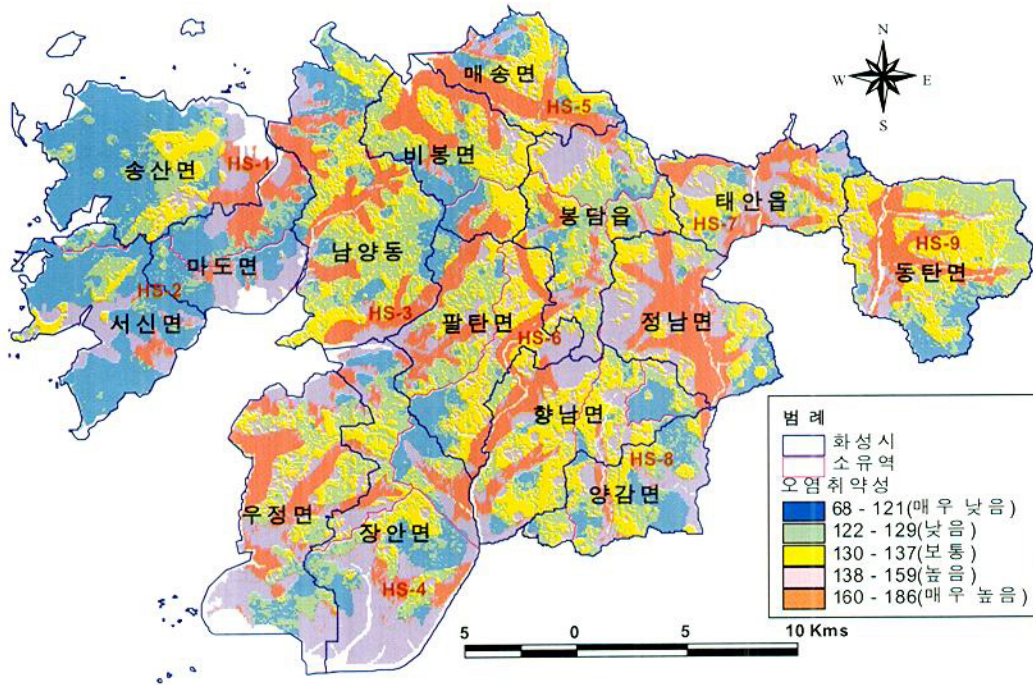 N
W E
S
매송면
HS-5
비봉면
송산면
HS-1
태안읍
봉담읍
HS-7
HS-9
동탄면
남양동
마도면
HS-2
서신면
HS-3
팔탄면
HS-6
정남면
향남면
HS-8
양감면
우정면
장안면
HS-4
범 례
화성시
소유역
오염취약성
68 - 121(매우 낮음)
122 - 129(낮음)
130 - 137(보통)
138 - 159(높음)
160 - 186(매우 높음)
5 0 5 10 Kms